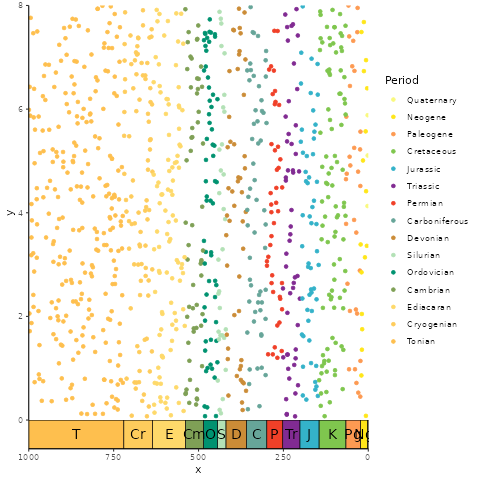 8
6
4
2
0
y
T Cr E Cm O S D C P Tr J K Pg
1000 750 500 250 0
x
Period
Quaternary
Neogene
Paleogene
Cretaceous
Jurassic
Triassic
Permian
Carboniferous
Devonian
Silurian
Ordovician
Cambrian
Ediacaran
Cryogenian
Tonian